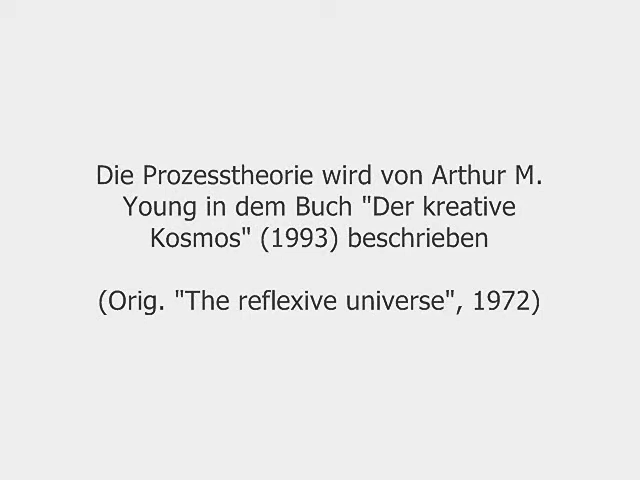 Die Prozesstheorie wird von Arthur M.
Young in dem Buch "Der kreative
Kosmos" (1993) beschrieben
(Orig. "The reflexive universe", 1972)